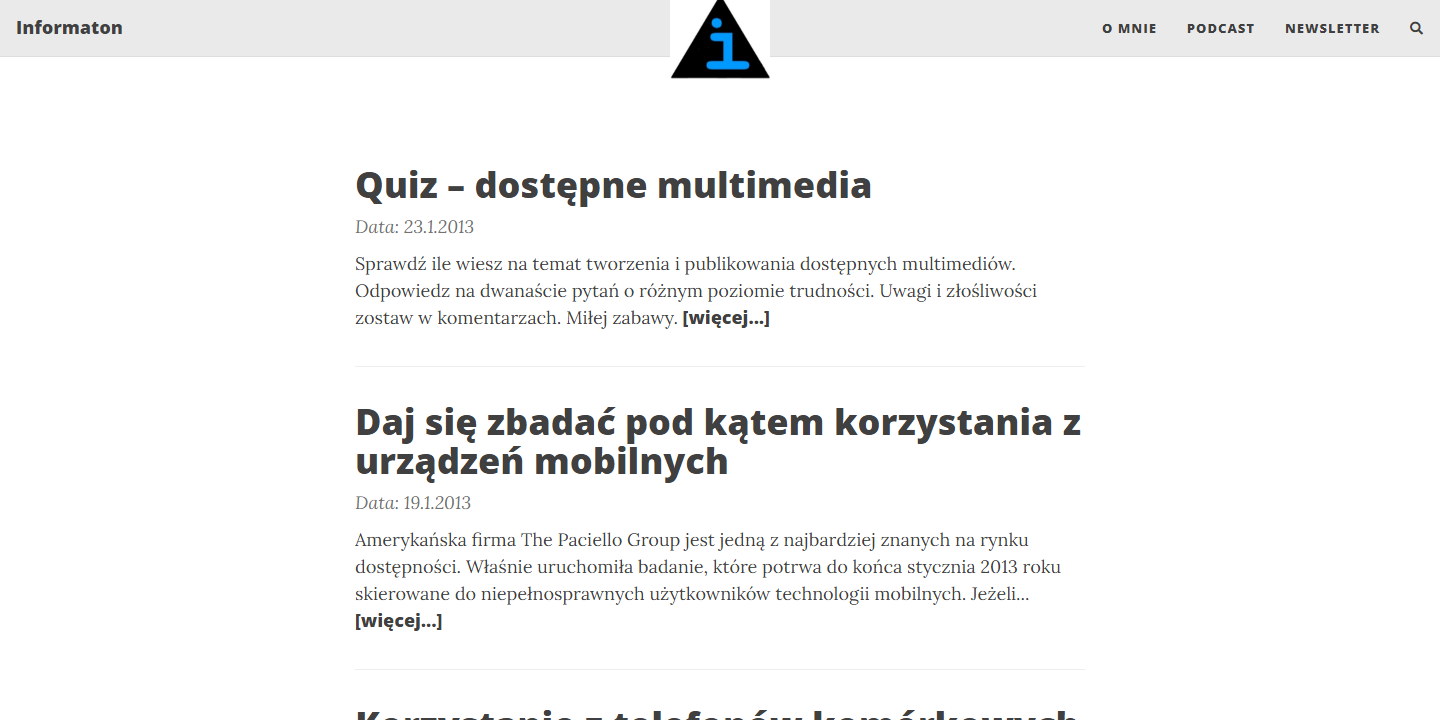 Informaton
i
O MNIE
PODCAST
NEWSLETTER
Quiz – dostępne multimedia
Data: 23.1.2013
Sprawdź ile wiesz na temat tworzenia i publikowania dostępnych multimediów.
Odpowiedz na dwanaście pytań o różnym poziomie trudności. Uwagi i złośliwości
zostaw w komentarzach. Miłej zabawy. [więcej...]
Daj się zbadać pod kątem korzystania z
urządzeń mobilnych
Data: 19.1.2013
Amerykańska firma The Paciello Group jest jedną z najbardziej znanych na rynku
dostępności. Właśnie uruchomiła badanie, które potrwa do końca stycznia 2013 roku
skierowane do niepełnosprawnych użytkowników technologii mobilnych. Jeżeli...
[więcej...]
Korzystanie z telefonów komórkowych